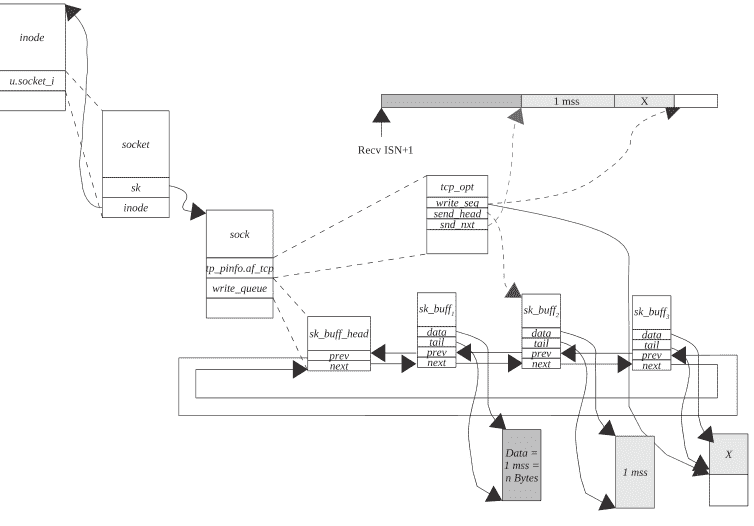 inode
u.socket_i
socket
sk
inode
sock
tp_pinfo.af_tcp
write_queue
1 mss
X
Recv ISN+1
tcp_opt
write_seq
send_head
snd_nxt
sk_buff_head
prev
next
sk_buff1
data
tail
prev
next
sk_buff2
data
tail
prev
next
sk_buff3
data
tail
prev
next
Data =
1 mss =
n Bytes
1 mss
X